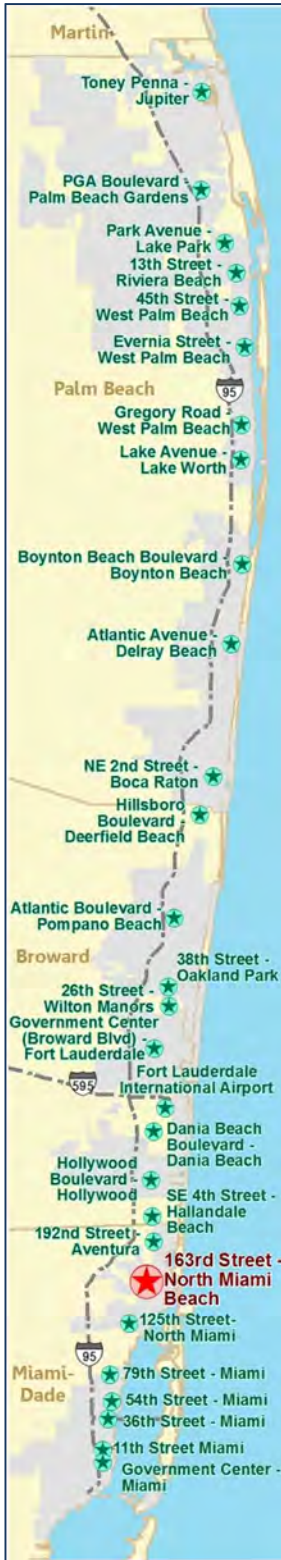 Martin
Toney Penna -
Jupiter
PGA Boulevard -
Palm Beach Gardens
Park Avenue -
Lake Park
13th Street -
Riviera Beach
45th Street -
West Palm Beach
Evernia Street -
West Palm Beach
Palm Beach
95
Gregory Road -
West Palm Beach
Lake Avenue -
Lake Worth
Boynton Beach Boulevard -
Boynton Beach
Atlantic Avenue -
Delray Beach
NE 2nd Street -
Boca Raton
Hillsboro
Boulevard -
Deerfield Beach
Atlantic Boulevard -
Pompano Beach
Broward
38th Street -
Oakland Park
26th Street -
Wilton Manors
Government Center
(Broward Blvd) -
Fort Lauderdale
595
Fort Lauderdale
International Airport
Dania Beach
Boulevard -
Dania Beach
Hollywood
Boulevard -
Hollywood
SE 4th Street -
Hallandale
Beach
192nd Street -
Aventura
163rd Street -
North Miami
Beach
125th Street-
North Miami
95
Miami-
Dade
79th Street - Miami
54th Street - Miami
36th Street - Miami
11th Street Miami
Government Center -
Miami